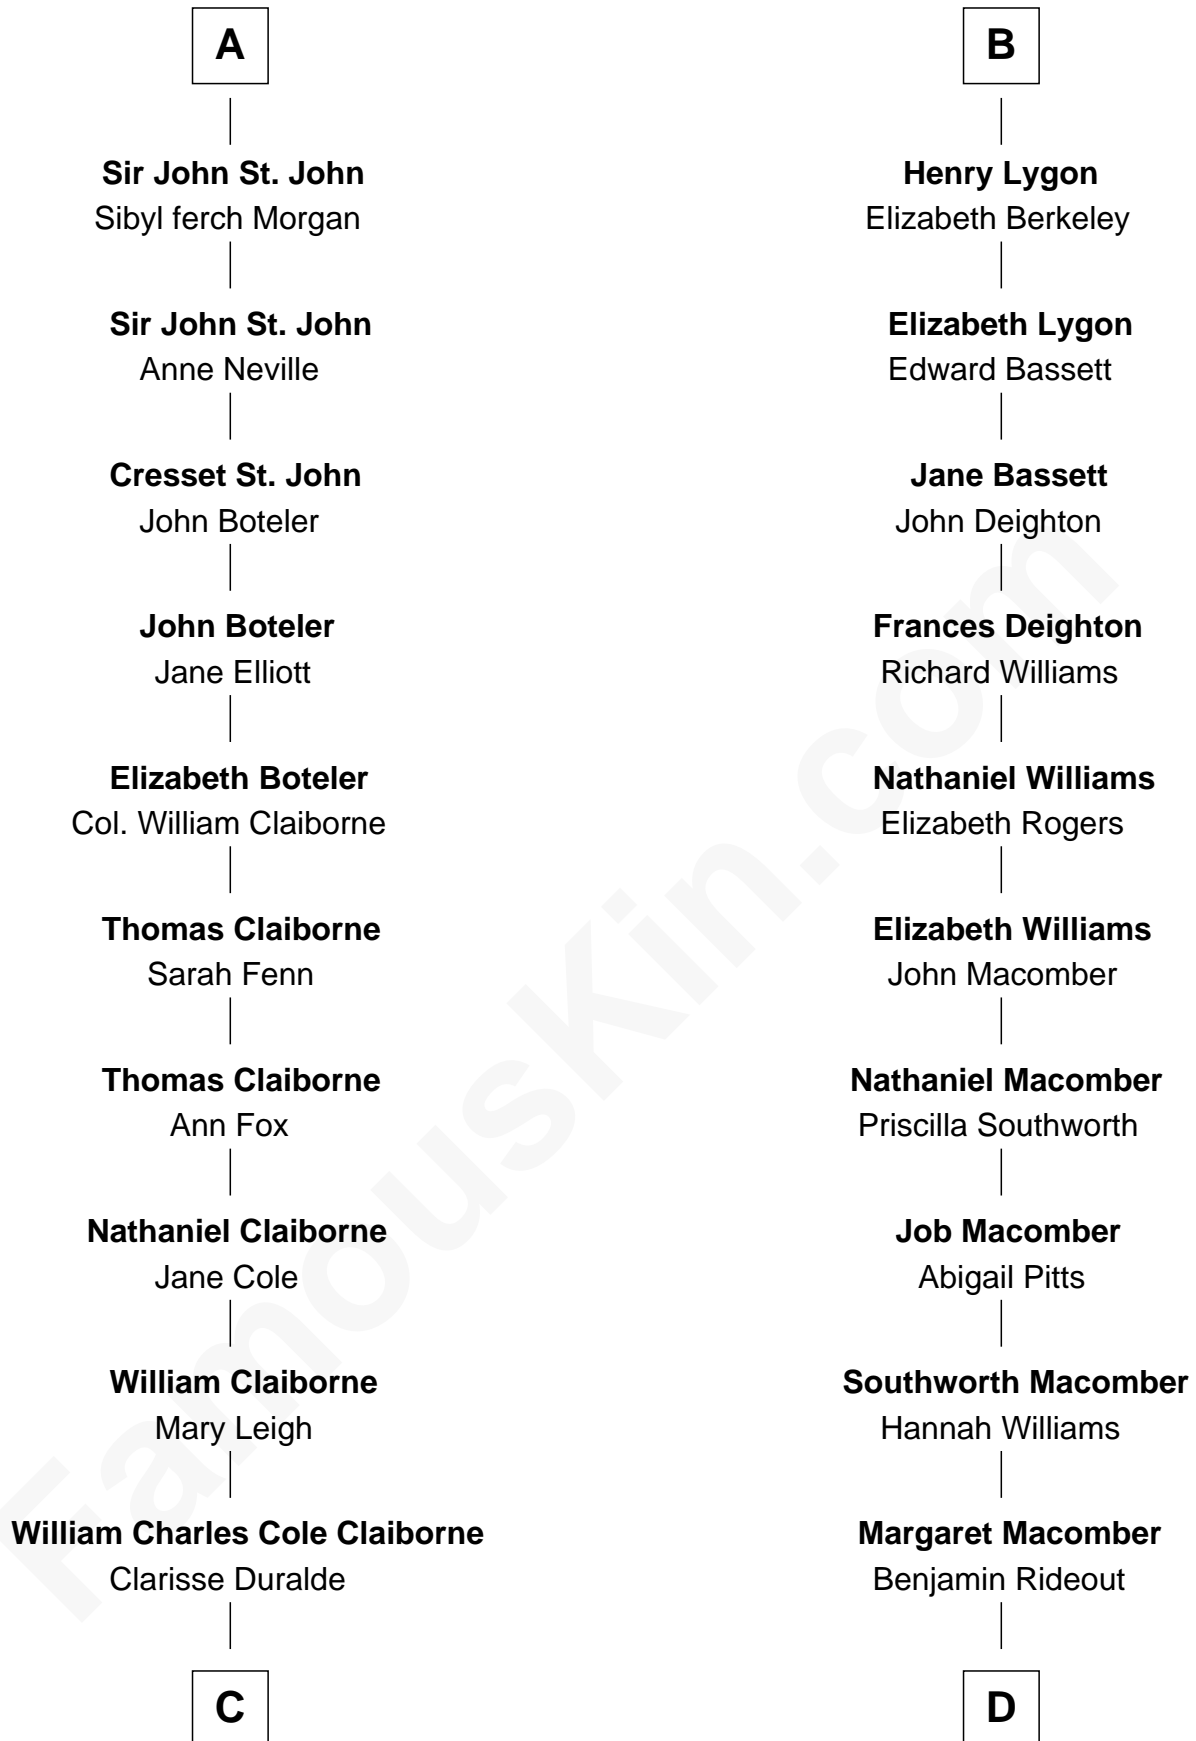 A
Sir John St. John
Sibyl ferch Morgan
Sir John St. John
Anne Neville
Cresset St. John
John Boteler
John Boteler
Jane Elliott
Elizabeth Boteler
Col. William Claiborne
Thomas Claiborne
Sarah Fenn
Thomas Claiborne
Ann Fox
Nathaniel Claiborne
Jane Cole
William Claiborne
Mary Leigh
William Charles Cole Claiborne
Clarisse Duralde
C
B
Henry Lygon
Elizabeth Berkeley
Elizabeth Lygon
Edward Bassett
Jane Bassett
John Deighton
Frances Deighton
Richard Williams
Nathaniel Williams
Elizabeth Rogers
Elizabeth Williams
John Macomber
Nathaniel Macomber
Priscilla Southworth
Job Macomber
Abigail Pitts
Southworth Macomber
Hannah Williams
Margaret Macomber
Benjamin Rideout
D
FamousKin.com